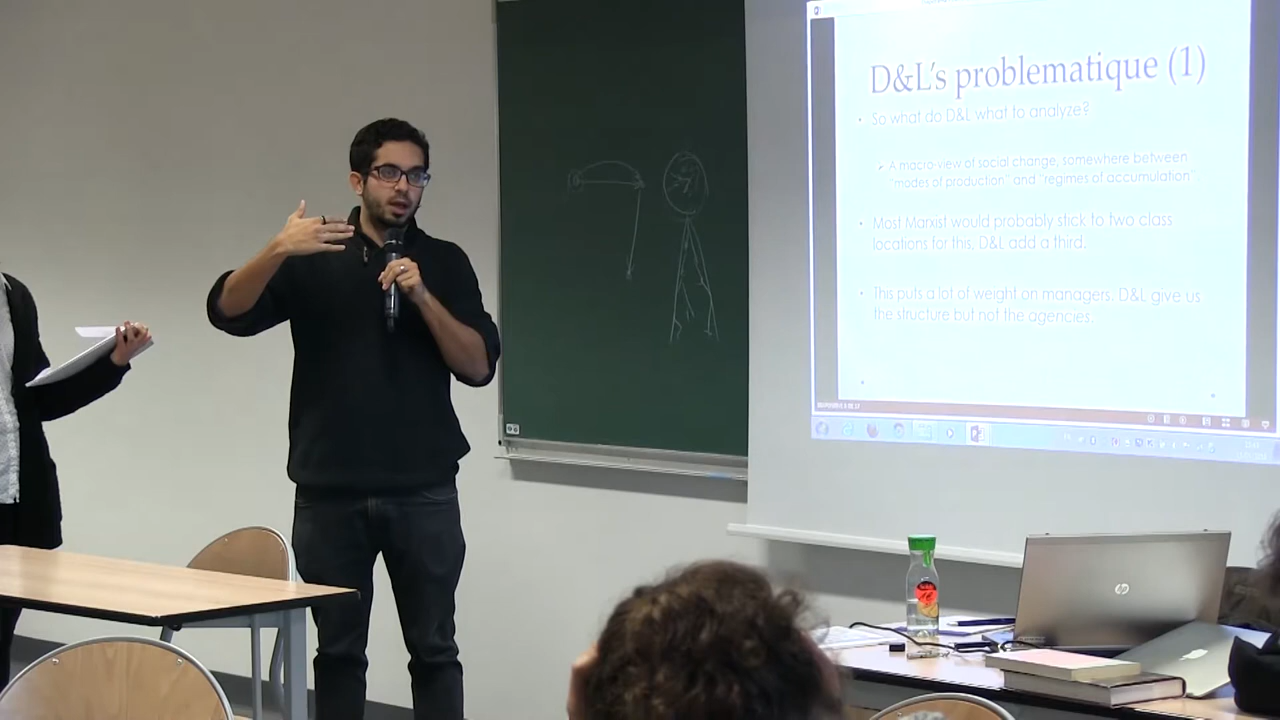 D&L's problematique (1)
So what do D&L what to analyze?
A macro-view of social change, somewhere between
"modes of production" and "regimes of accumulation"
Most Marxist would probably stick to two class
locations for this. D&L add a third.
This puts a lot of weight on managers. D&L give us
the structure but not the agencies.
hp